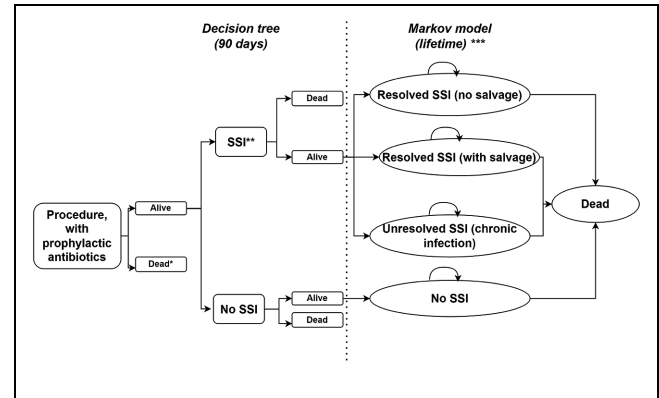 Decision tree
(90 days)
Markov model
(lifetime) ***
Procedure,
with
prophylactic
antibiotics
Alive
Dead*
SSI**
No SSI
Dead
Alive
Alive
Dead
Resolved SSI (no salvage)
Resolved SSI (with salvage)
Unresolved SSI (chronic
infection)
No SSI
Dead